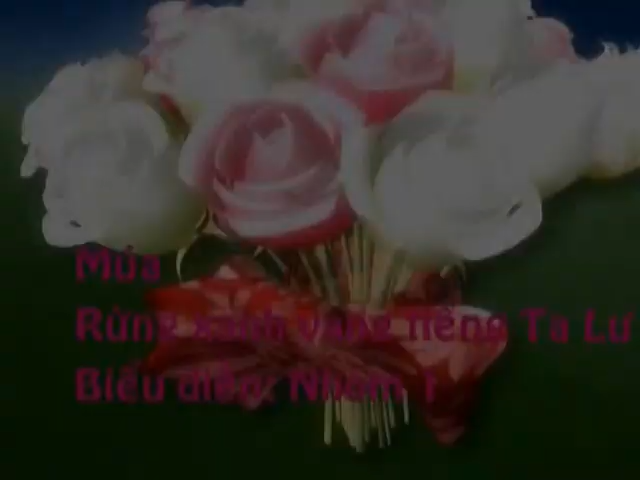 Múa
Rừng xanh vang tiếng Ta Lư
Biểu diễn: Nhóm 1